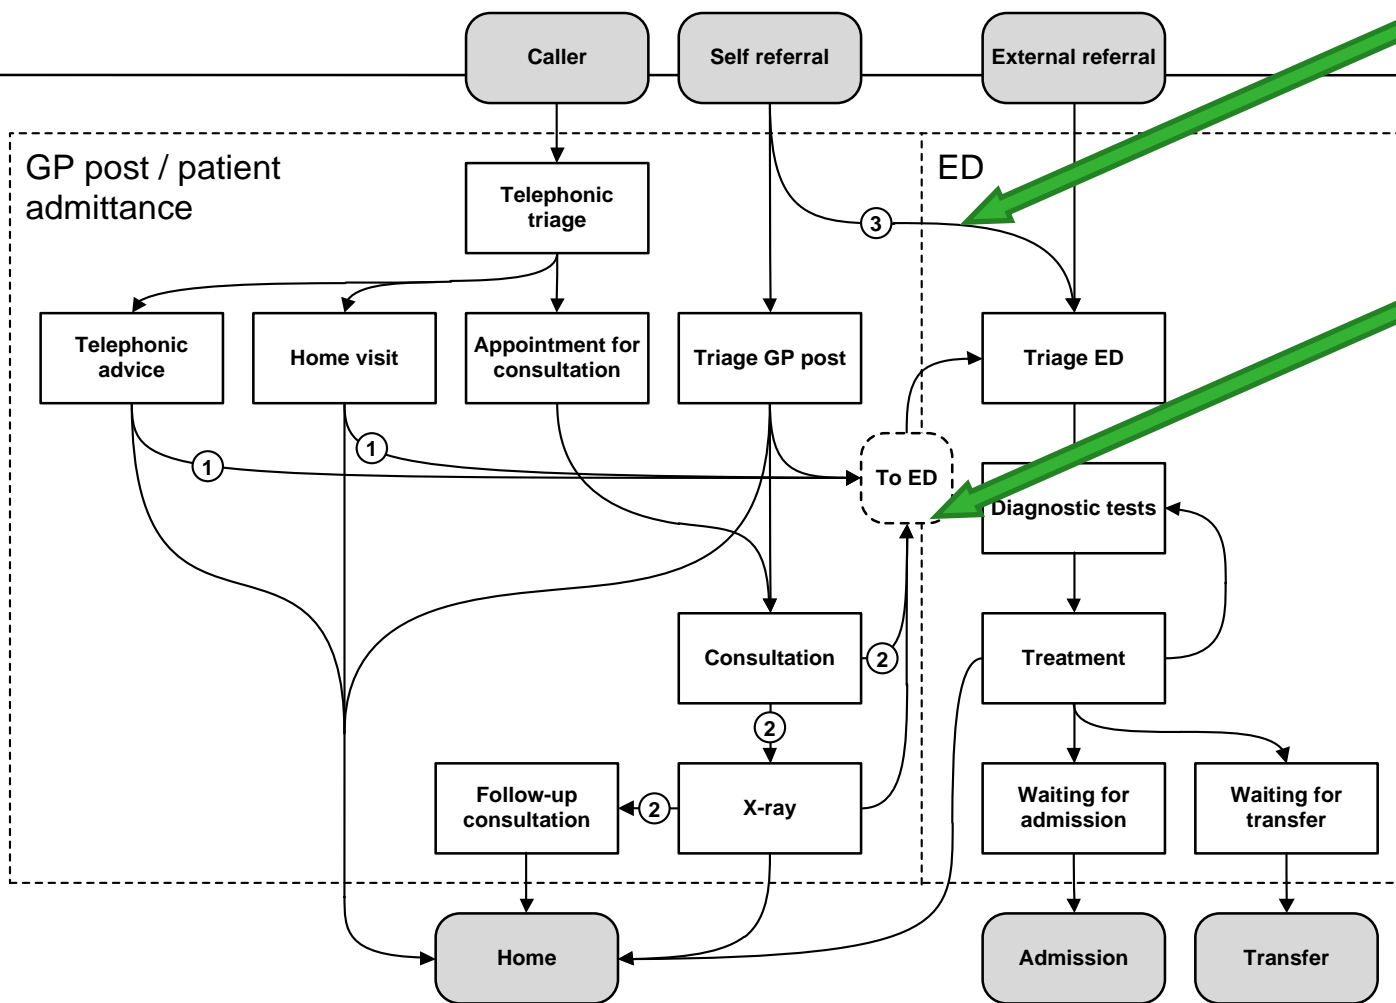 Caller
Self referral
External referral
GP post / patient
admittance
ED
Telephonic
triage
3
Telephonic
advice
Home visit
Appointment for
consultation
Triage GP post
Triage ED
1
1
To ED
Diagnostic tests
Consultation
2
Treatment
2
Follow-up
consultation
2
X-ray
Waiting for
admission
Waiting for
transfer
Home
Admission
Transfer